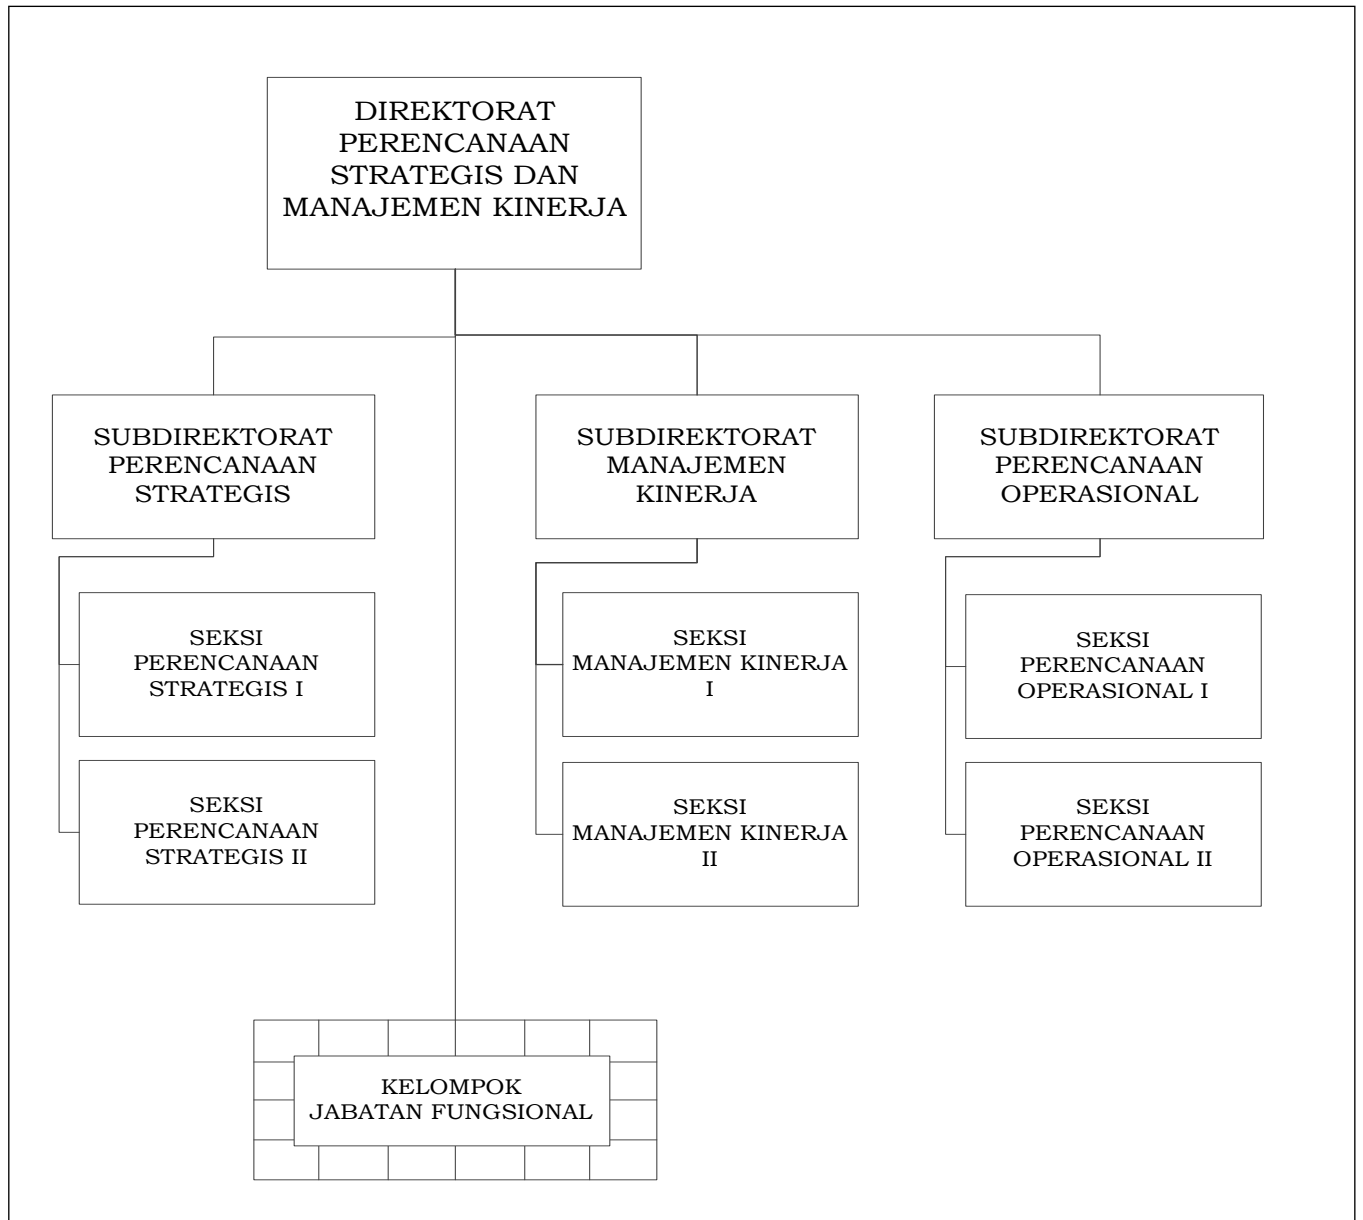 DIREKTORAT
PERENCANAAN
STRATEGIS DAN
MANAJEMEN KINERJA
SUBDIREKTORAT
PERENCANAAN
STRATEGIS
SUBDIREKTORAT
MANAJEMEN
KINERJA
SUBDIREKTORAT
PERENCANAAN
OPERASIONAL
SEKSI
PERENCANAAN
STRATEGIS I
SEKSI
MANAJEMEN KINERJA
I
SEKSI
PERENCANAAN
OPERASIONAL I
SEKSI
PERENCANAAN
STRATEGIS II
SEKSI
MANAJEMEN KINERJA
II
SEKSI
PERENCANAAN
OPERASIONAL II
KELOMPOK
JABATAN FUNGSIONAL